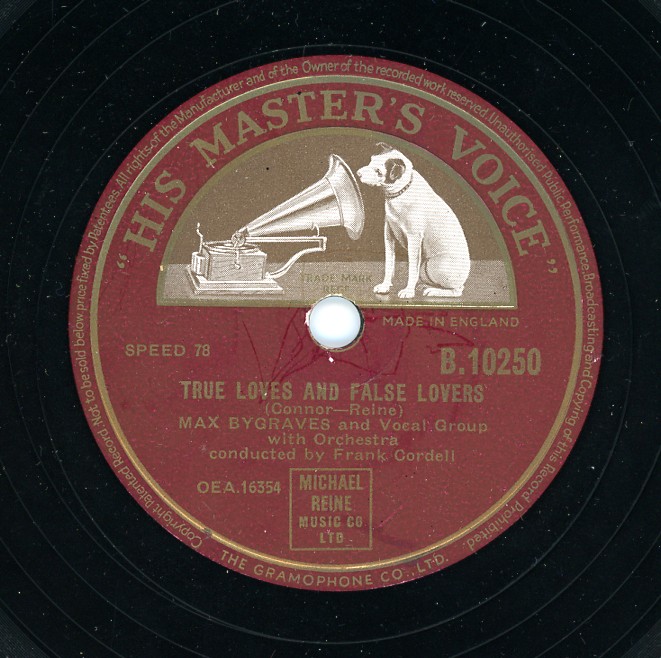 Copyright Patented Record. Not to be sold below price fixed by Patentees. All rights of the Manufacturer and of the Owner of the recorded work reserved. Unauthorised Public Performance, Broadcasting and Copying of this Record Prohibited.
"HIS MASTER'S VOICE"
TRADE MARK
REGD
MADE IN ENGLAND
SPEED 78
B.10250
TRUE LOVES AND FALSE LOVERS
(Connor—Reine)
MAX BYGRAVES and Vocal Group
with Orchestra
conducted by Frank Cordell
OEA.16354
MICHAEL
REINE
MUSIC CO
LTD
THE GRAMOPHONE CO., LTD.